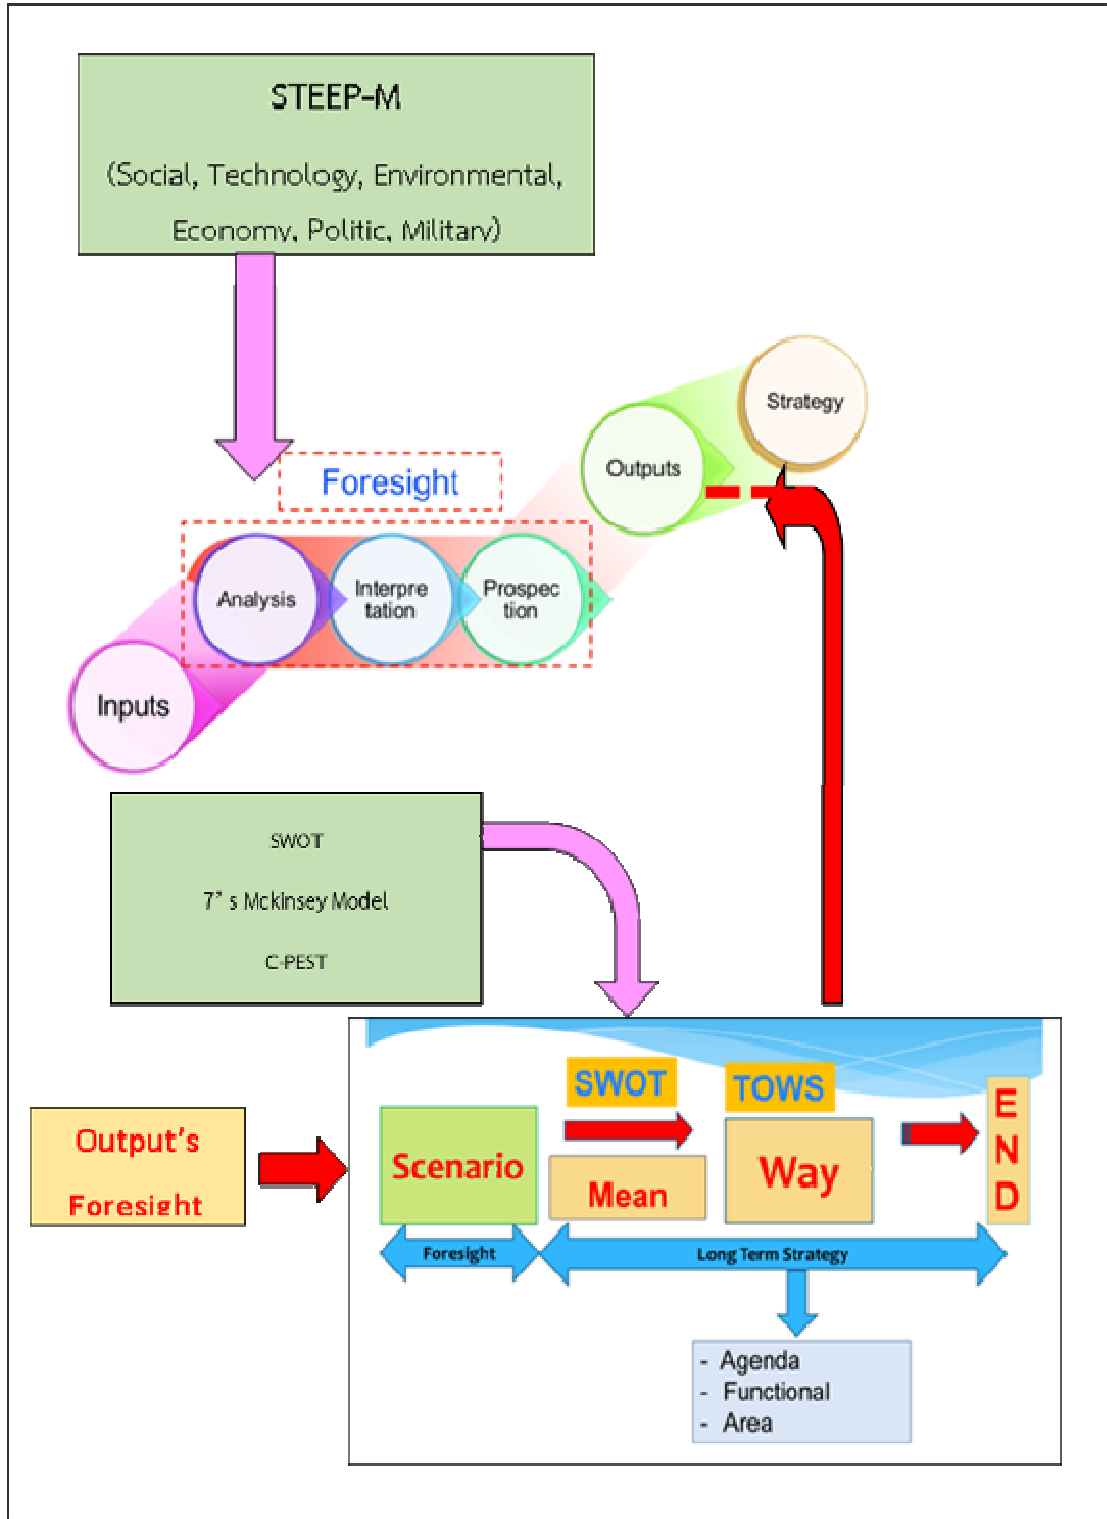 STEEP-M
(Social, Technology, Environmental,
Economy, Politic, Military)
Strategy
Outputs
Foresight
Analysis
Interpre
tation
Prospec
tion
Inputs
SWOT
7" s Mckinsey Model
C-PEST
Output's
Foresight
SWOT
TOWS
Scenario
Mean
Way
E
N
D
Foresight
Long Term Strategy
- Agenda
- Functional
- Area